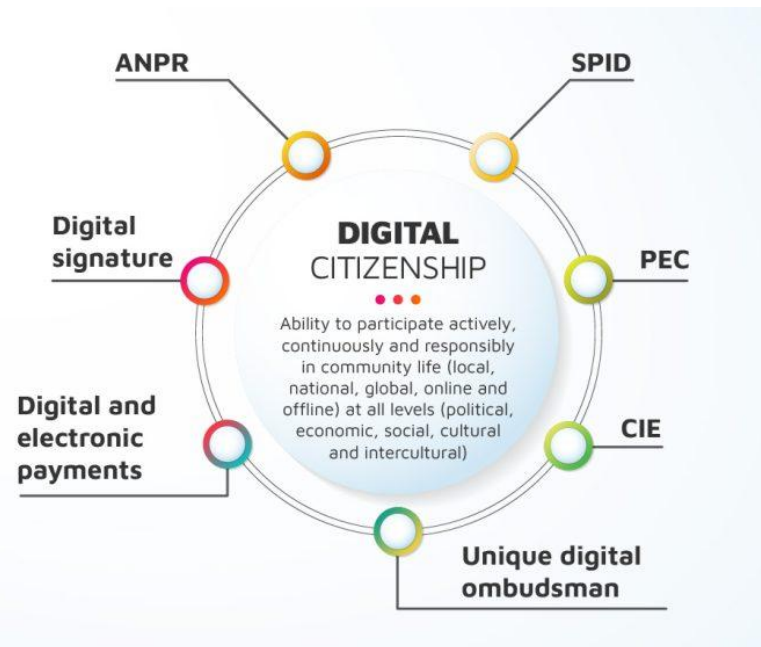 ANPR
SPID
Digital
signature
DIGITAL
CITIZENSHIP
Ability to participate actively,
continuously and responsibly
in community life (local,
national, global, online and
offline) at all levels (political,
economic, social, cultural
and intercultural)
PEC
Digital and
electronic
payments
CIE
Unique digital
ombudsman